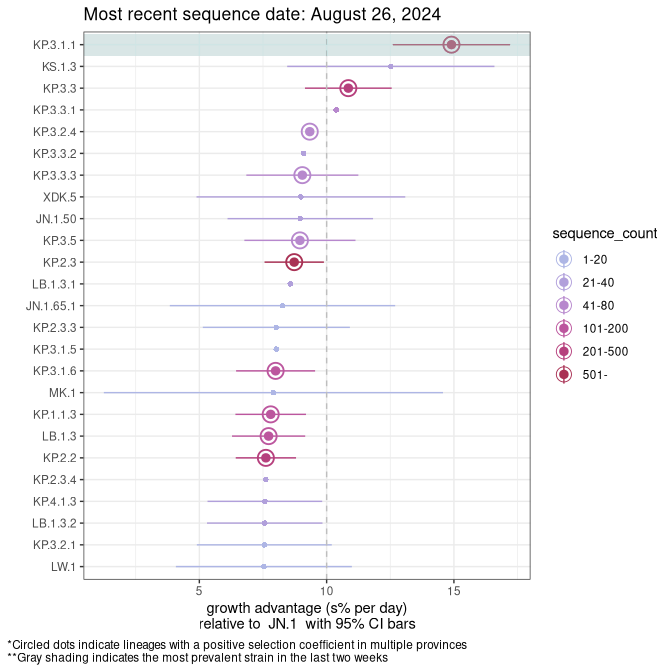 Most recent sequence date: August 26, 2024
KP.3.1.1
KS.1.3
KP.3.3
KP.3.3.1
KP.3.2.4
KP.3.3.2
KP.3.3.3
XDK.5
JN.1.50
KP.3.5
KP.2.3
LB.1.3.1
JN.1.65.1
KP.2.3.3
KP.3.1.5
KP.3.1.6
MK.1
KP.1.1.3
LB.1.3
KP.2.2
KP.2.3.4
KP.4.1.3
LB.1.3.2
KP.3.2.1
LW.1
5 10 15
growth advantage (s% per day)
relative to JN.1 with 95% CI bars
sequence_count
1-20
21-40
41-80
101-200
201-500
501-
*Circled dots indicate lineages with a positive selection coefficient in multiple provinces
**Gray shading indicates the most prevalent strain in the last two weeks